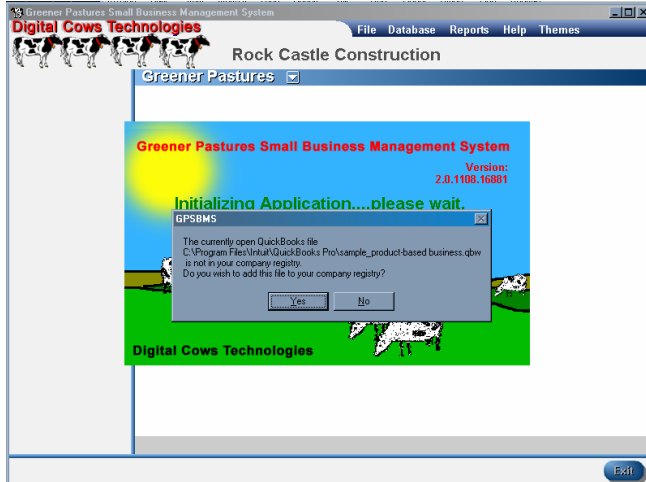 Greener Pastures Small Business Management System
Digital Cows Technologies
File Database Reports Help Themes
Rock Castle Construction
Greener Pastures
Greener Pastures Small Business Management System
Version:
2.0.1108.16881
Initializing Application....please wait.
GPSBMS
The currently open QuickBooks file
C:\Program Files\Intuit\QuickBooks Pro\sample_product-based business.qbw
is not in your company registry.
Do you wish to add this file to your company registry?
Yes No
Digital Cows Technologies
Exit